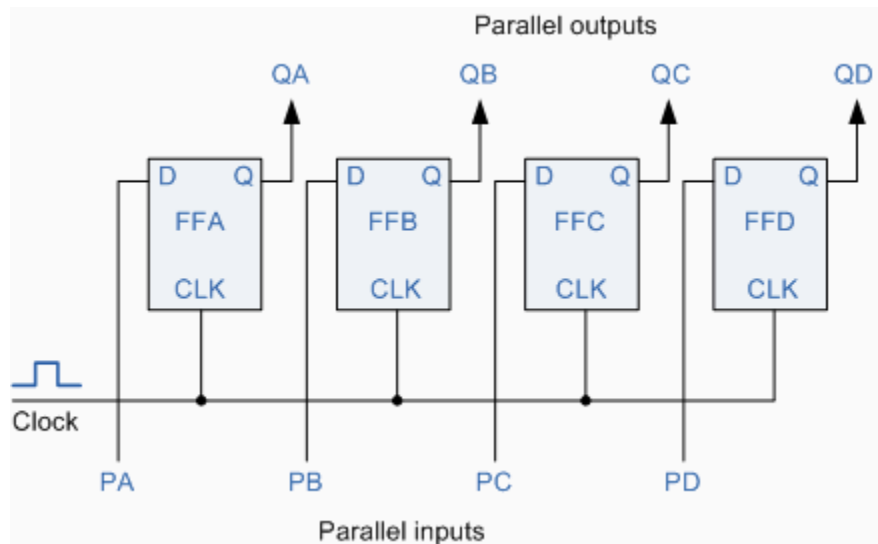 Parallel outputs
QA QB QC QD
D Q D Q D Q D Q
FFA FFB FFC FFD
CLK CLK CLK CLK
Clock
PA PB PC PD
Parallel inputs